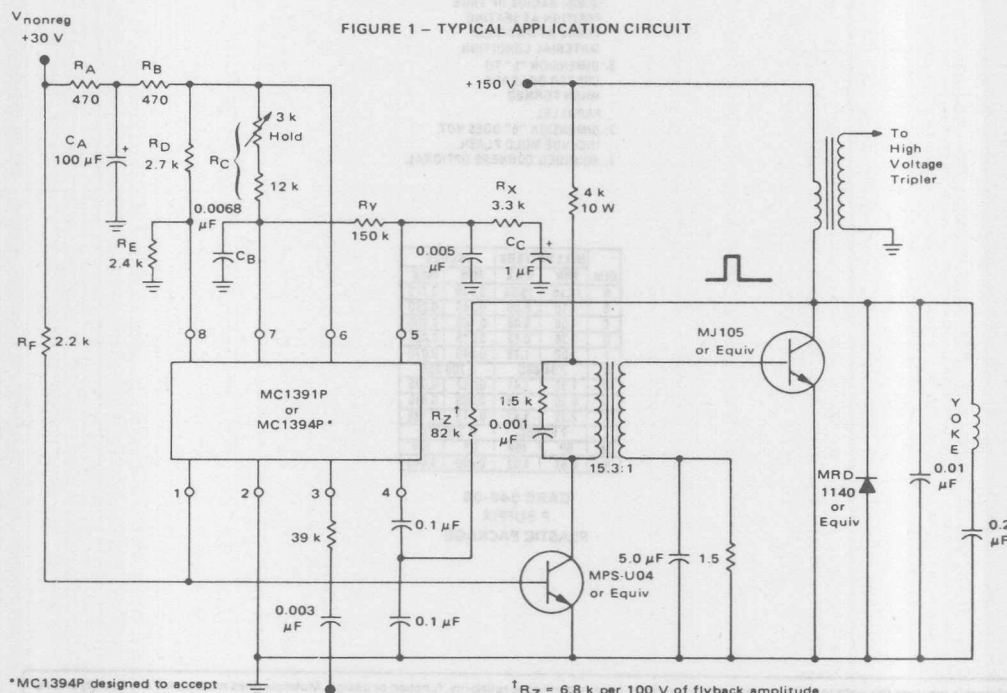 FIGURE 1 – TYPICAL APPLICATION CIRCUIT
Vnonreg
+30 V
RA
470
RB
470
CA
100 µF
+
RD
2.7 k
RC
3 k
Hold
12 k
+150 V
To
High
Voltage
Tripler
4 k
10 W
RE
2.4 k
0.0068
µF
CB
RY
150 k
RX
3.3 k
0.005
µF
CC
+
1 µF
RF
2.2 k
8
7
6
5
MC1391P
or
MC1394P*
RZ†
82 k
1
2
3
4
1.5 k
0.001
µF
15.3:1
MJ105
or Equiv
39 k
0.1 µF
0.003
µF
0.1 µF
MPS-U04
or Equiv
5.0 µF
1.5
MRD
1140
or
Equiv
0.01
µF
YOKE
0.2
µF
*MC1394P designed to accept
†RZ = 6.8 k per 100 V of flyback amplitude